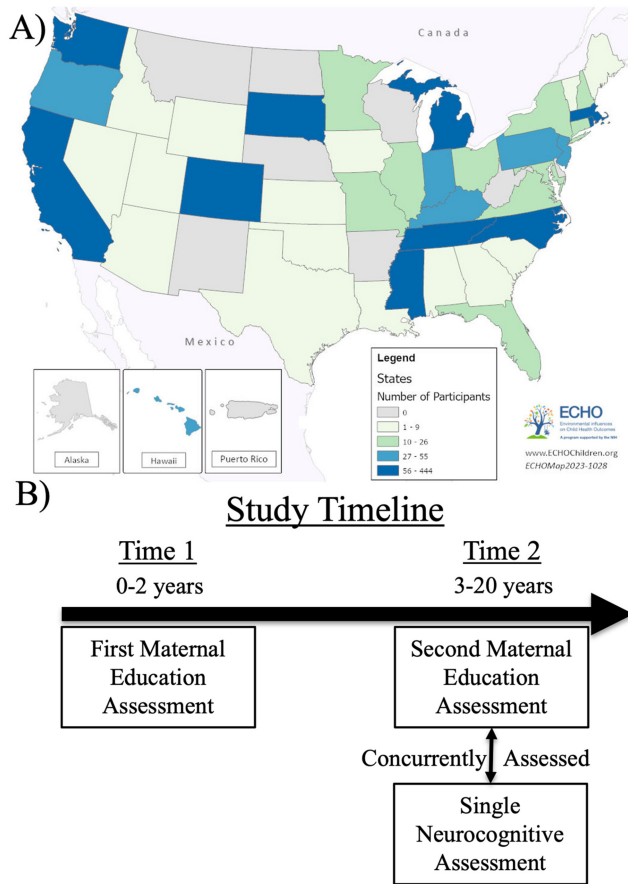 A)
Canada
Mexico
Alaska
Hawaii
Puerto Rico
Legend
States
Number of Participants
0
1 - 9
10 - 26
27 - 55
56 - 444
ECHO
Environmental influences
on Child Health Outcomes
A program supported by the NIH
www.ECHOChildren.org
ECHOMap2023-1028
B)
Study Timeline
Time 1
0-2 years
Time 2
3-20 years
First Maternal
Education
Assessment
Second Maternal
Education
Assessment
Concurrently Assessed
Single
Neurocognitive
Assessment